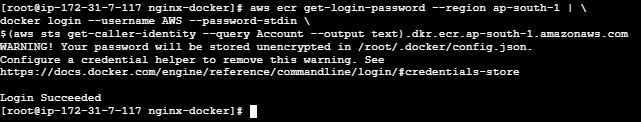 [root@ip-172-31-7-117 nginx-docker]# aws ecr get-login-password --region ap-south-1 | \
docker login --username AWS --password-stdin \
$(aws sts get-caller-identity --query Account --output text).dkr.ecr.ap-south-1.amazonaws.com
WARNING! Your password will be stored unencrypted in /root/.docker/config.json.
Configure a credential helper to remove this warning. See
https://docs.docker.com/engine/reference/commandline/login/#credentials-store
Login Succeeded
[root@ip-172-31-7-117 nginx-docker]#